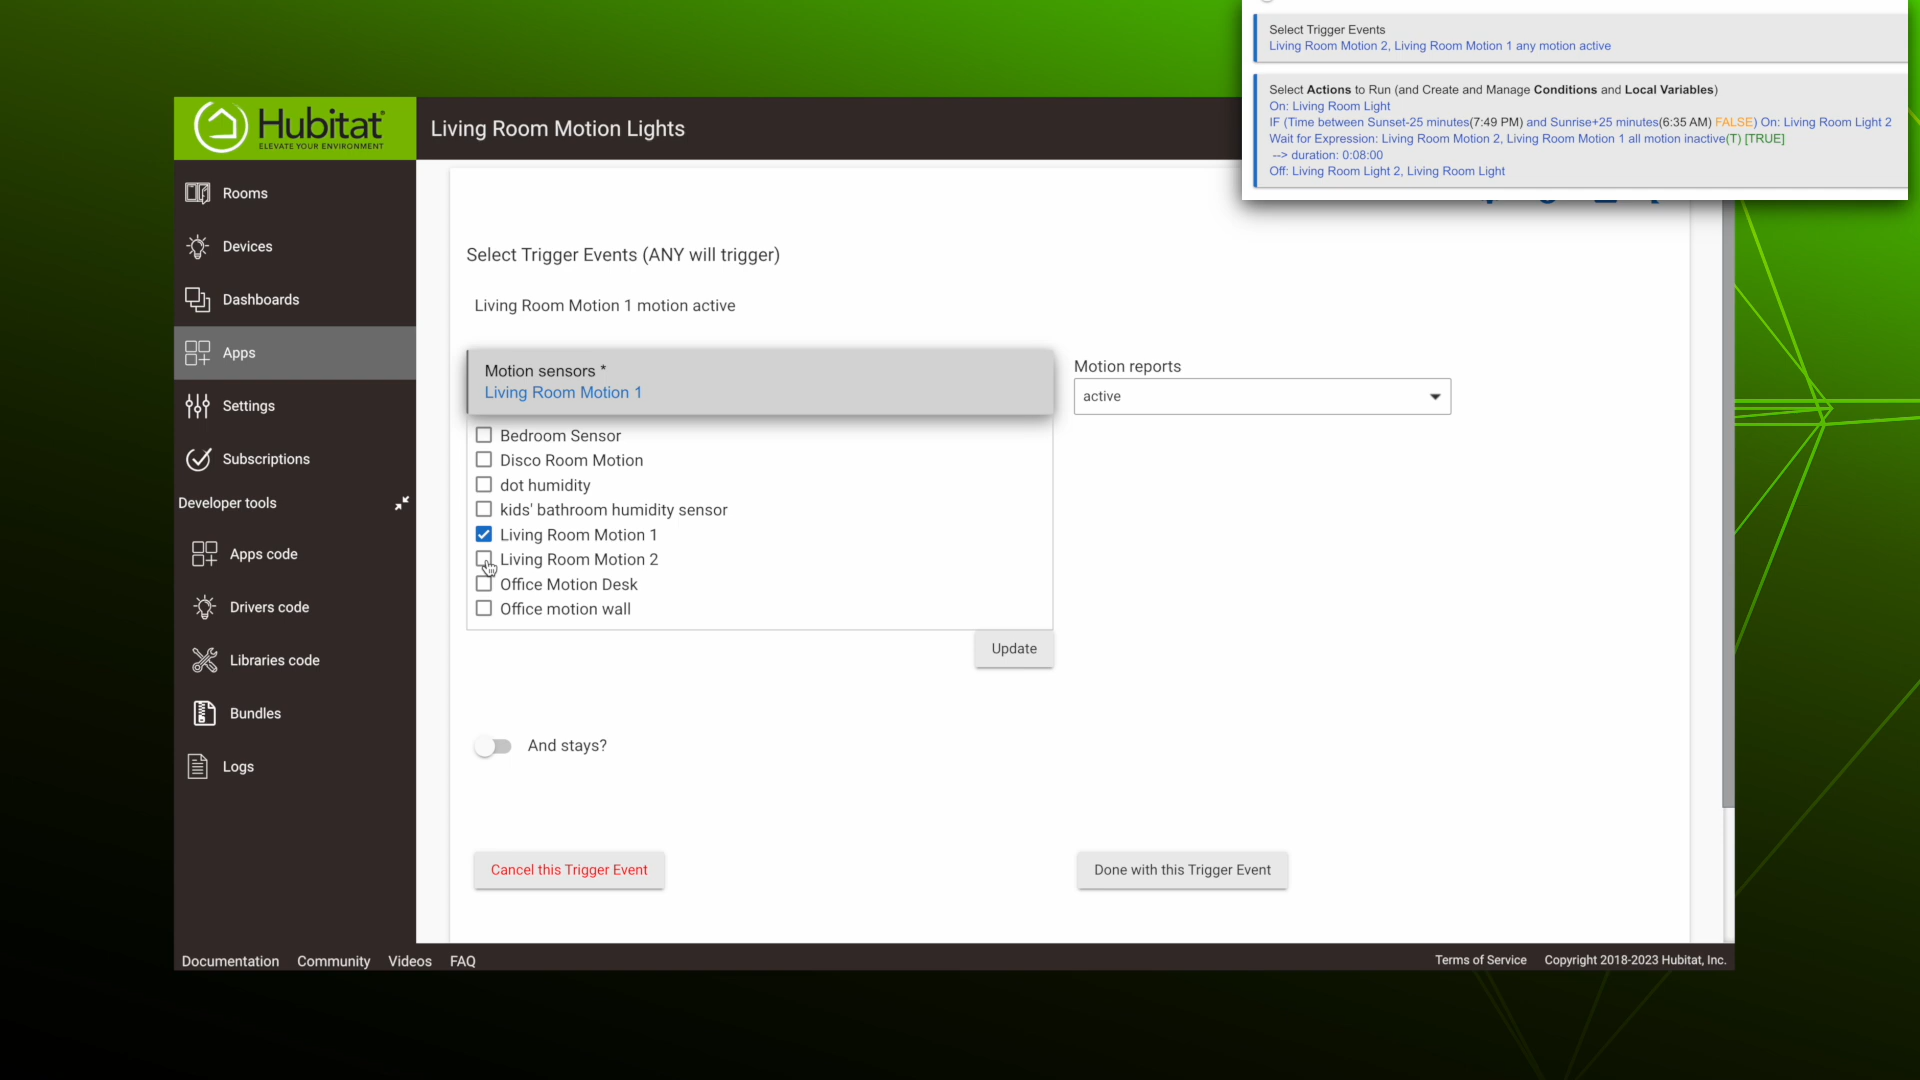 Select Trigger Events
Living Room Motion 2, Living Room Motion 1 any motion active
Select Actions to Run (and Create and Manage Conditions and Local Variables)
On: Living Room Light
IF (Time between Sunset-25 minutes(7:49 PM) and Sunrise+25 minutes(6:35 AM) FALSE) On: Living Room Light 2
Wait for Expression: Living Room Motion 2, Living Room Motion 1 all motion inactive(T) [TRUE]
--> duration: 0:08:00
Off: Living Room Light 2, Living Room Light
Hubitat
ELEVATE YOUR ENVIRONMENT
Living Room Motion Lights
Rooms
Devices
Dashboards
Apps
Settings
Subscriptions
Developer tools
Apps code
Drivers code
Libraries code
Bundles
Logs
Select Trigger Events (ANY will trigger)
Living Room Motion 1 motion active
Motion sensors *
Living Room Motion 1
Motion reports
active
Bedroom Sensor
Disco Room Motion
dot humidity
kids' bathroom humidity sensor
Living Room Motion 1
Living Room Motion 2
Office Motion Desk
Office motion wall
Update
And stays?
Cancel this Trigger Event
Done with this Trigger Event
Documentation Community Videos FAQ
Terms of Service Copyright 2018-2023 Hubitat, Inc.